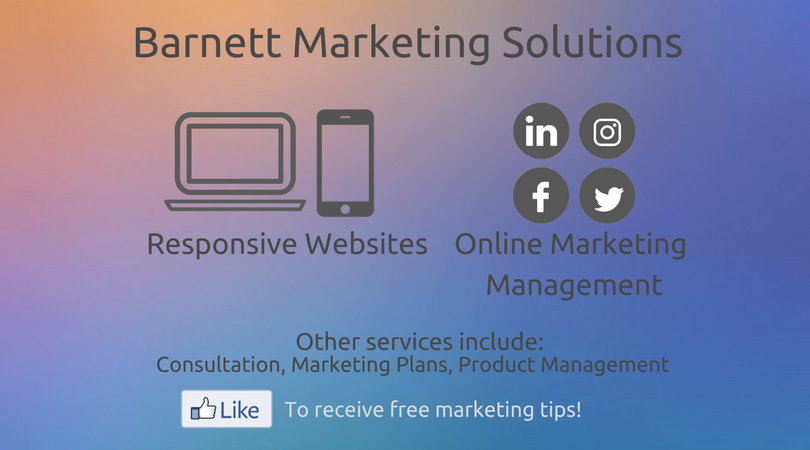 Barnett Marketing Solutions
in
f
Responsive Websites
Online Marketing
Management
Other services include:
Consultation, Marketing Plans, Product Management
Like
To receive free marketing tips!